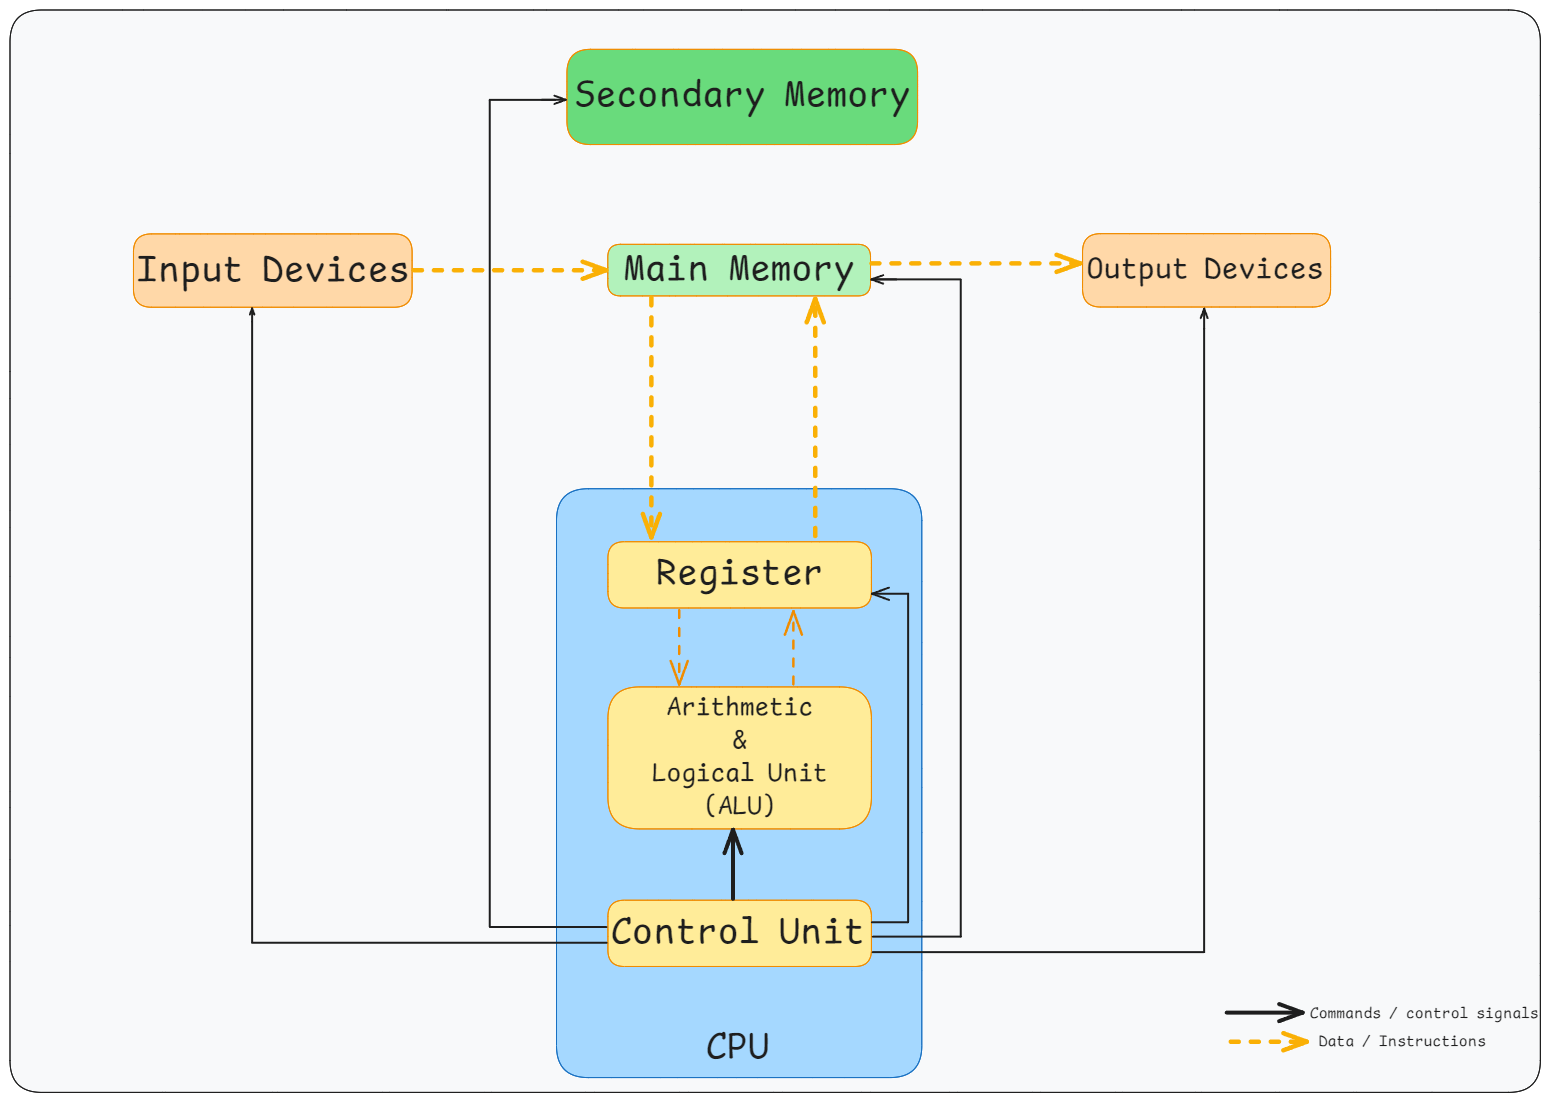 Secondary Memory
Input Devices
Main Memory
Output Devices
Register
Arithmetic
&
Logical Unit
(ALU)
Control Unit
CPU
Commands / control signals
Data / Instructions